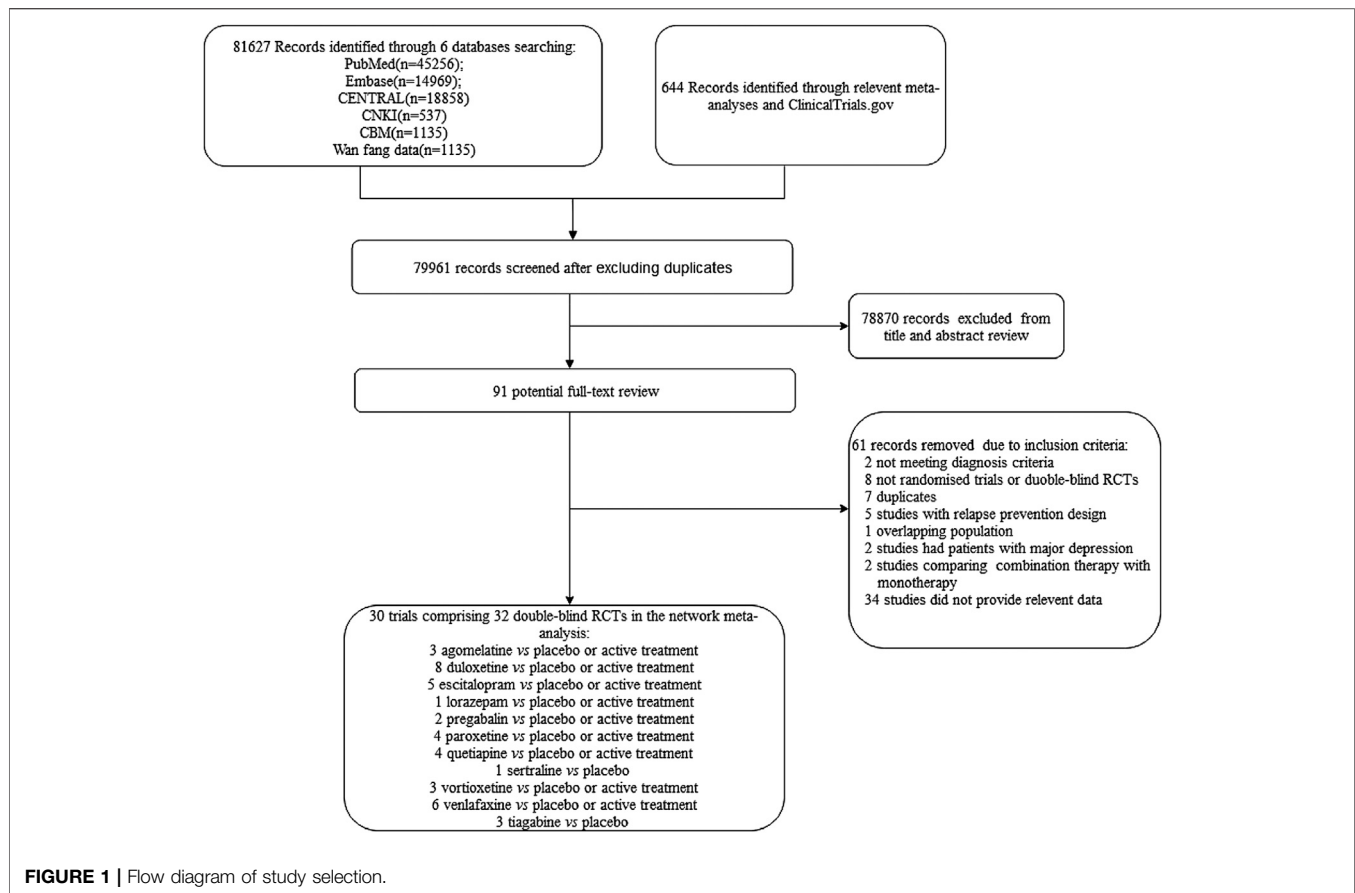 81627 Records identified through 6 databases searching:
PubMed(n=45256);
Embase(n=14969);
CENTRAL(n=18858)
CNKI(n=537)
CBM(n=1135)
Wan fang data(n=1135)
644 Records identified through relevent meta-
analyses and ClinicalTrials.gov
79961 records screened after excluding duplicates
78870 records excluded from
title and abstract review
91 potential full-text review
61 records removed due to inclusion criteria:
2 not meeting diagnosis criteria
8 not randomised trials or duoble-blind RCTs
7 duplicates
5 studies with relapse prevention design
1 overlapping population
2 studies had patients with major depression
2 studies comparing combination therapy with
monotherapy
34 studies did not provide relevent data
30 trials comprising 32 double-blind RCTs in the network meta-
analysis:
3 agomelatine vs placebo or active treatment
8 duloxetine vs placebo or active treatment
5 escitalopram vs placebo or active treatment
1 lorazepam vs placebo or active treatment
2 pregabalin vs placebo or active treatment
4 paroxetine vs placebo or active treatment
4 quetiapine vs placebo or active treatment
1 sertraline vs placebo
3 vortioxetine vs placebo or active treatment
6 venlafaxine vs placebo or active treatment
3 tiagabine vs placebo
FIGURE 1 | Flow diagram of study selection.